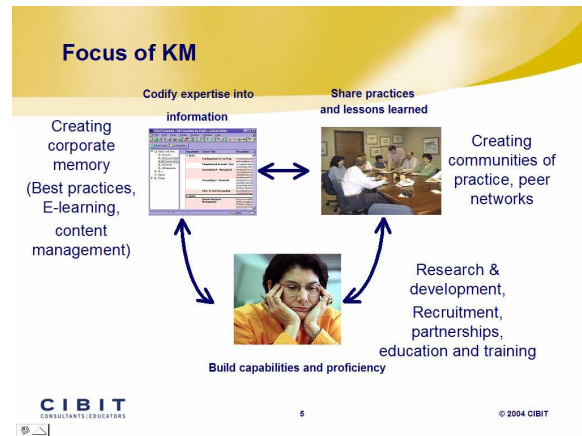 Focus of KM
Codify expertise into
information
Share practices
and lessons learned
Creating
corporate
memory
(Best practices,
E-learning,
content
management)
Creating
communities of
practice, peer
networks
Research &
development,
Recruitment,
partnerships,
education and training
Build capabilities and proficiency
CIBIT
CONSULTANTS|EDUCATORS
5
© 2004 CIBIT